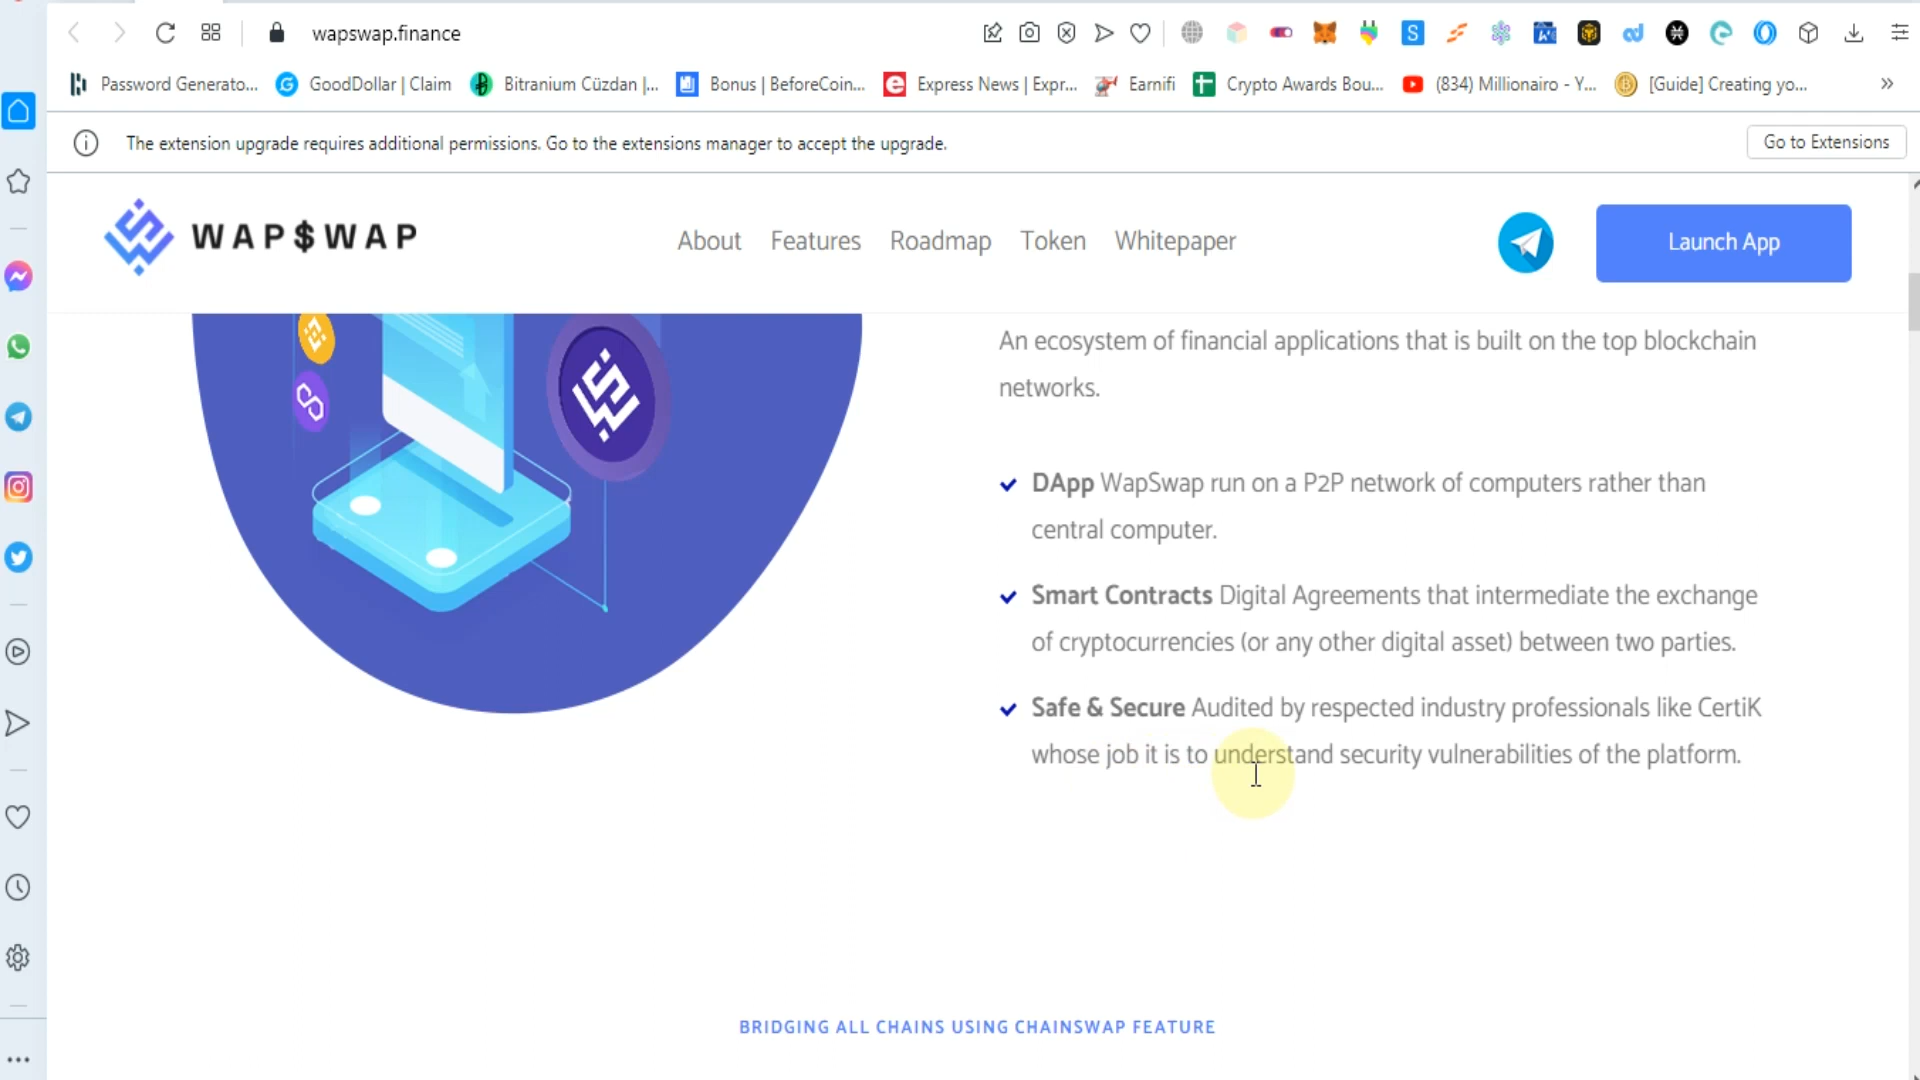 wapswap.finance
Password Generato... GoodDollar | Claim Bitranium Cüzdan |... Bonus | BeforeCoin... Express News | Expr... Earnifi Crypto Awards Bou... (834) Millionairo - Y... [Guide] Creating yo...
The extension upgrade requires additional permissions. Go to the extensions manager to accept the upgrade. Go to Extensions
WAP$WAP About Features Roadmap Token Whitepaper Launch App
An ecosystem of financial applications that is built on the top blockchain
networks.
DApp WapSwap run on a P2P network of computers rather than
central computer.
Smart Contracts Digital Agreements that intermediate the exchange
of cryptocurrencies (or any other digital asset) between two parties.
Safe & Secure Audited by respected industry professionals like CertiK
whose job it is to understand security vulnerabilities of the platform.
BRIDGING ALL CHAINS USING CHAINSWAP FEATURE